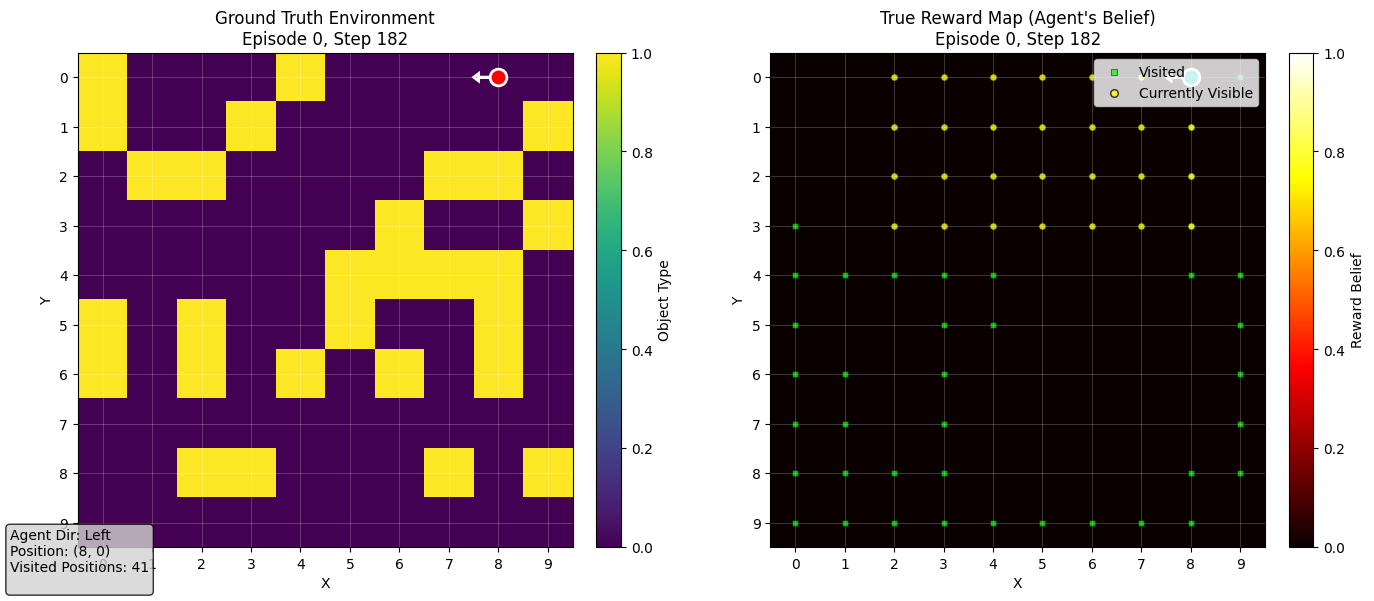 Ground Truth Environment
Episode 0, Step 182
0
1
2
3
4
5
6
7
8
9
Y
0 1 2 3 4 5 6 7 8 9
X
1.0
0.8
0.6
0.4
0.2
0.0
Object Type
Agent Dir: Left
Position: (8, 0)
Visited Positions: 41
True Reward Map (Agent's Belief)
Episode 0, Step 182
Visited
Currently Visible
0
1
2
3
4
5
6
7
8
9
Y
0 1 2 3 4 5 6 7 8 9
X
1.0
0.8
0.6
0.4
0.2
0.0
Reward Belief